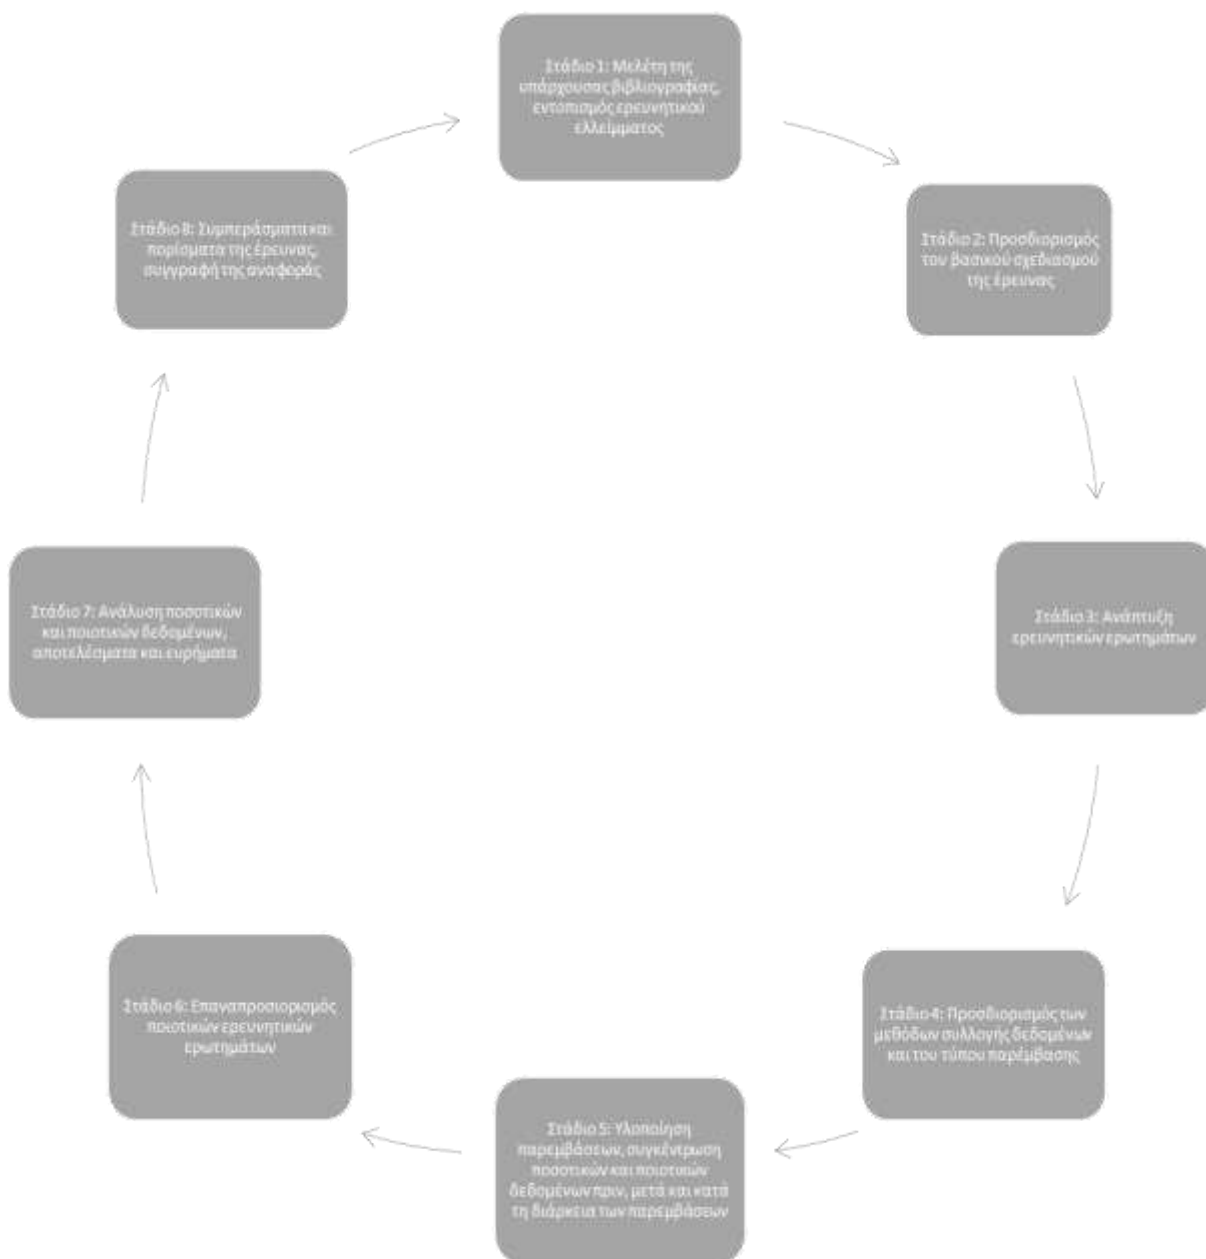 Στάδιο 1: Μελέτη της
υπάρχουσας βιβλιογραφίας,
εντοπισμός ερευνητικού
ελλείμματος
Στάδιο 2: Προσδιορισμός
του βασικού σχεδιασμού
της έρευνας
Στάδιο 3: Ανάπτυξη
ερευνητικών ερωτημάτων
Στάδιο 4: Προσδιορισμός των
μεθόδων συλλογής δεδομένων
και του τύπου παρέμβασης
Στάδιο 5: Υλοποίηση
παρεμβάσεων, συγκέντρωση
ποσοτικών και ποιοτικών
δεδομένων πριν, μετά και κατά
τη διάρκεια των παρεμβάσεων
Στάδιο 6: Επαναπροσιορισμός
ποιοτικών ερευνητικών
ερωτημάτων
Στάδιο 7: Ανάλυση ποσοτικών
και ποιοτικών δεδομένων,
αποτελέσματα και ευρήματα
Στάδιο 8: Συμπεράσματα και
πορίσματα της έρευνας,
συγγραφή της αναφοράς